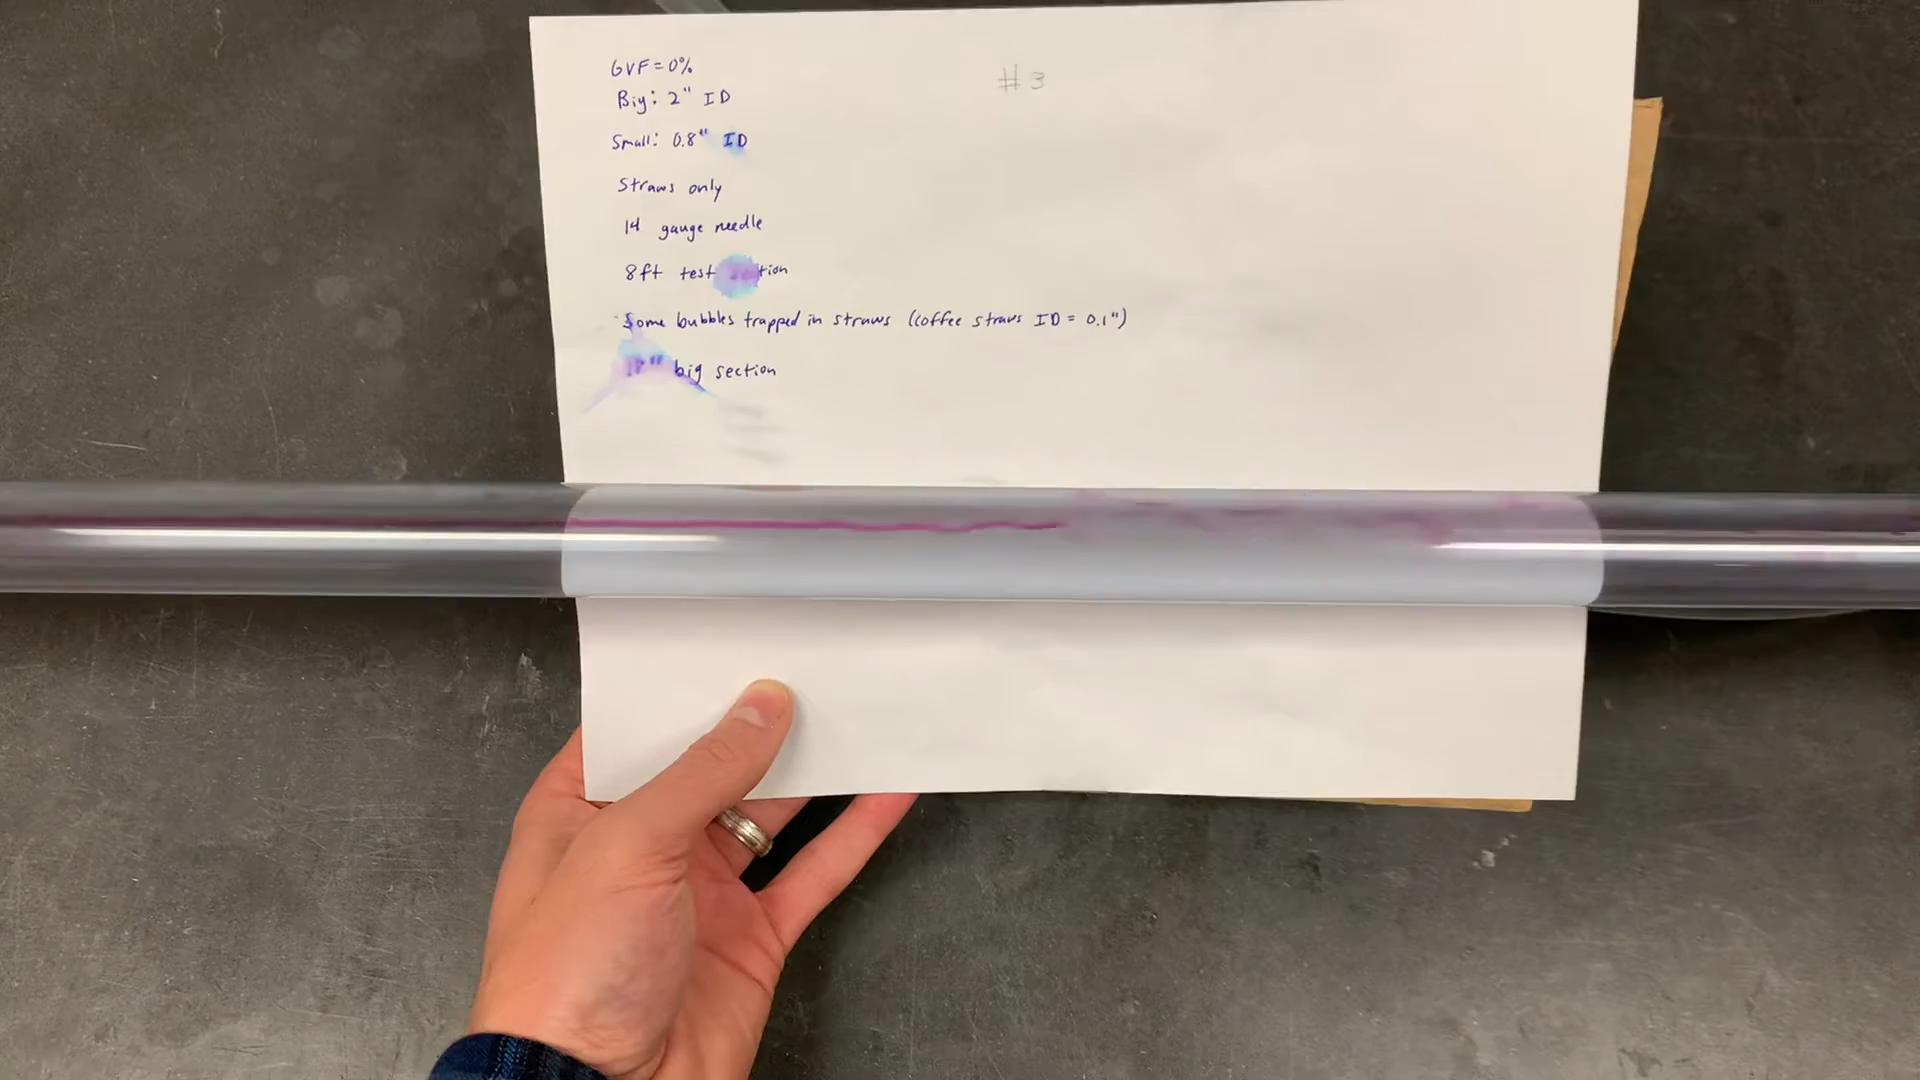 GVF = 0%
# 3
Big: 2" ID
Small: 0.8" ID
Straws only
14 gauge needle
8ft test
Some bubbles trapped in straws (coffee straws ID = 0.1")
big section